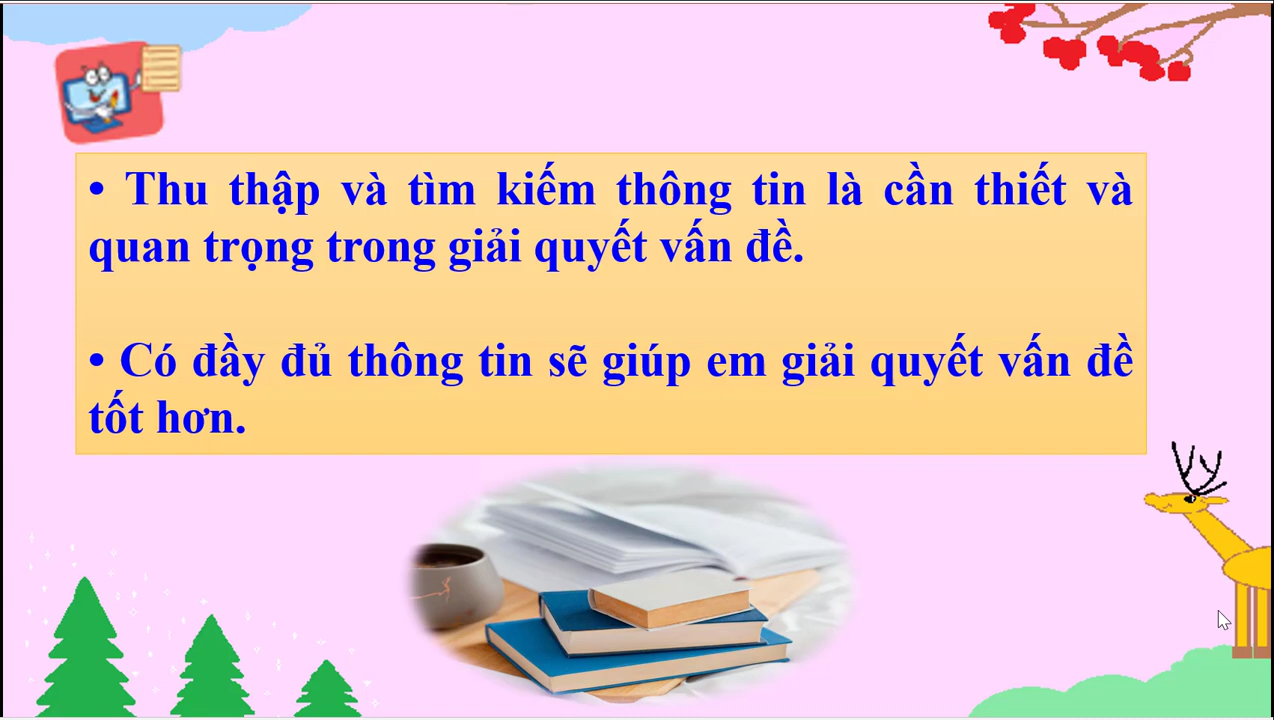 • Thu thập và tìm kiếm thông tin là cần thiết và
quan trọng trong giải quyết vấn đề.
• Có đầy đủ thông tin sẽ giúp em giải quyết vấn đề
tốt hơn.